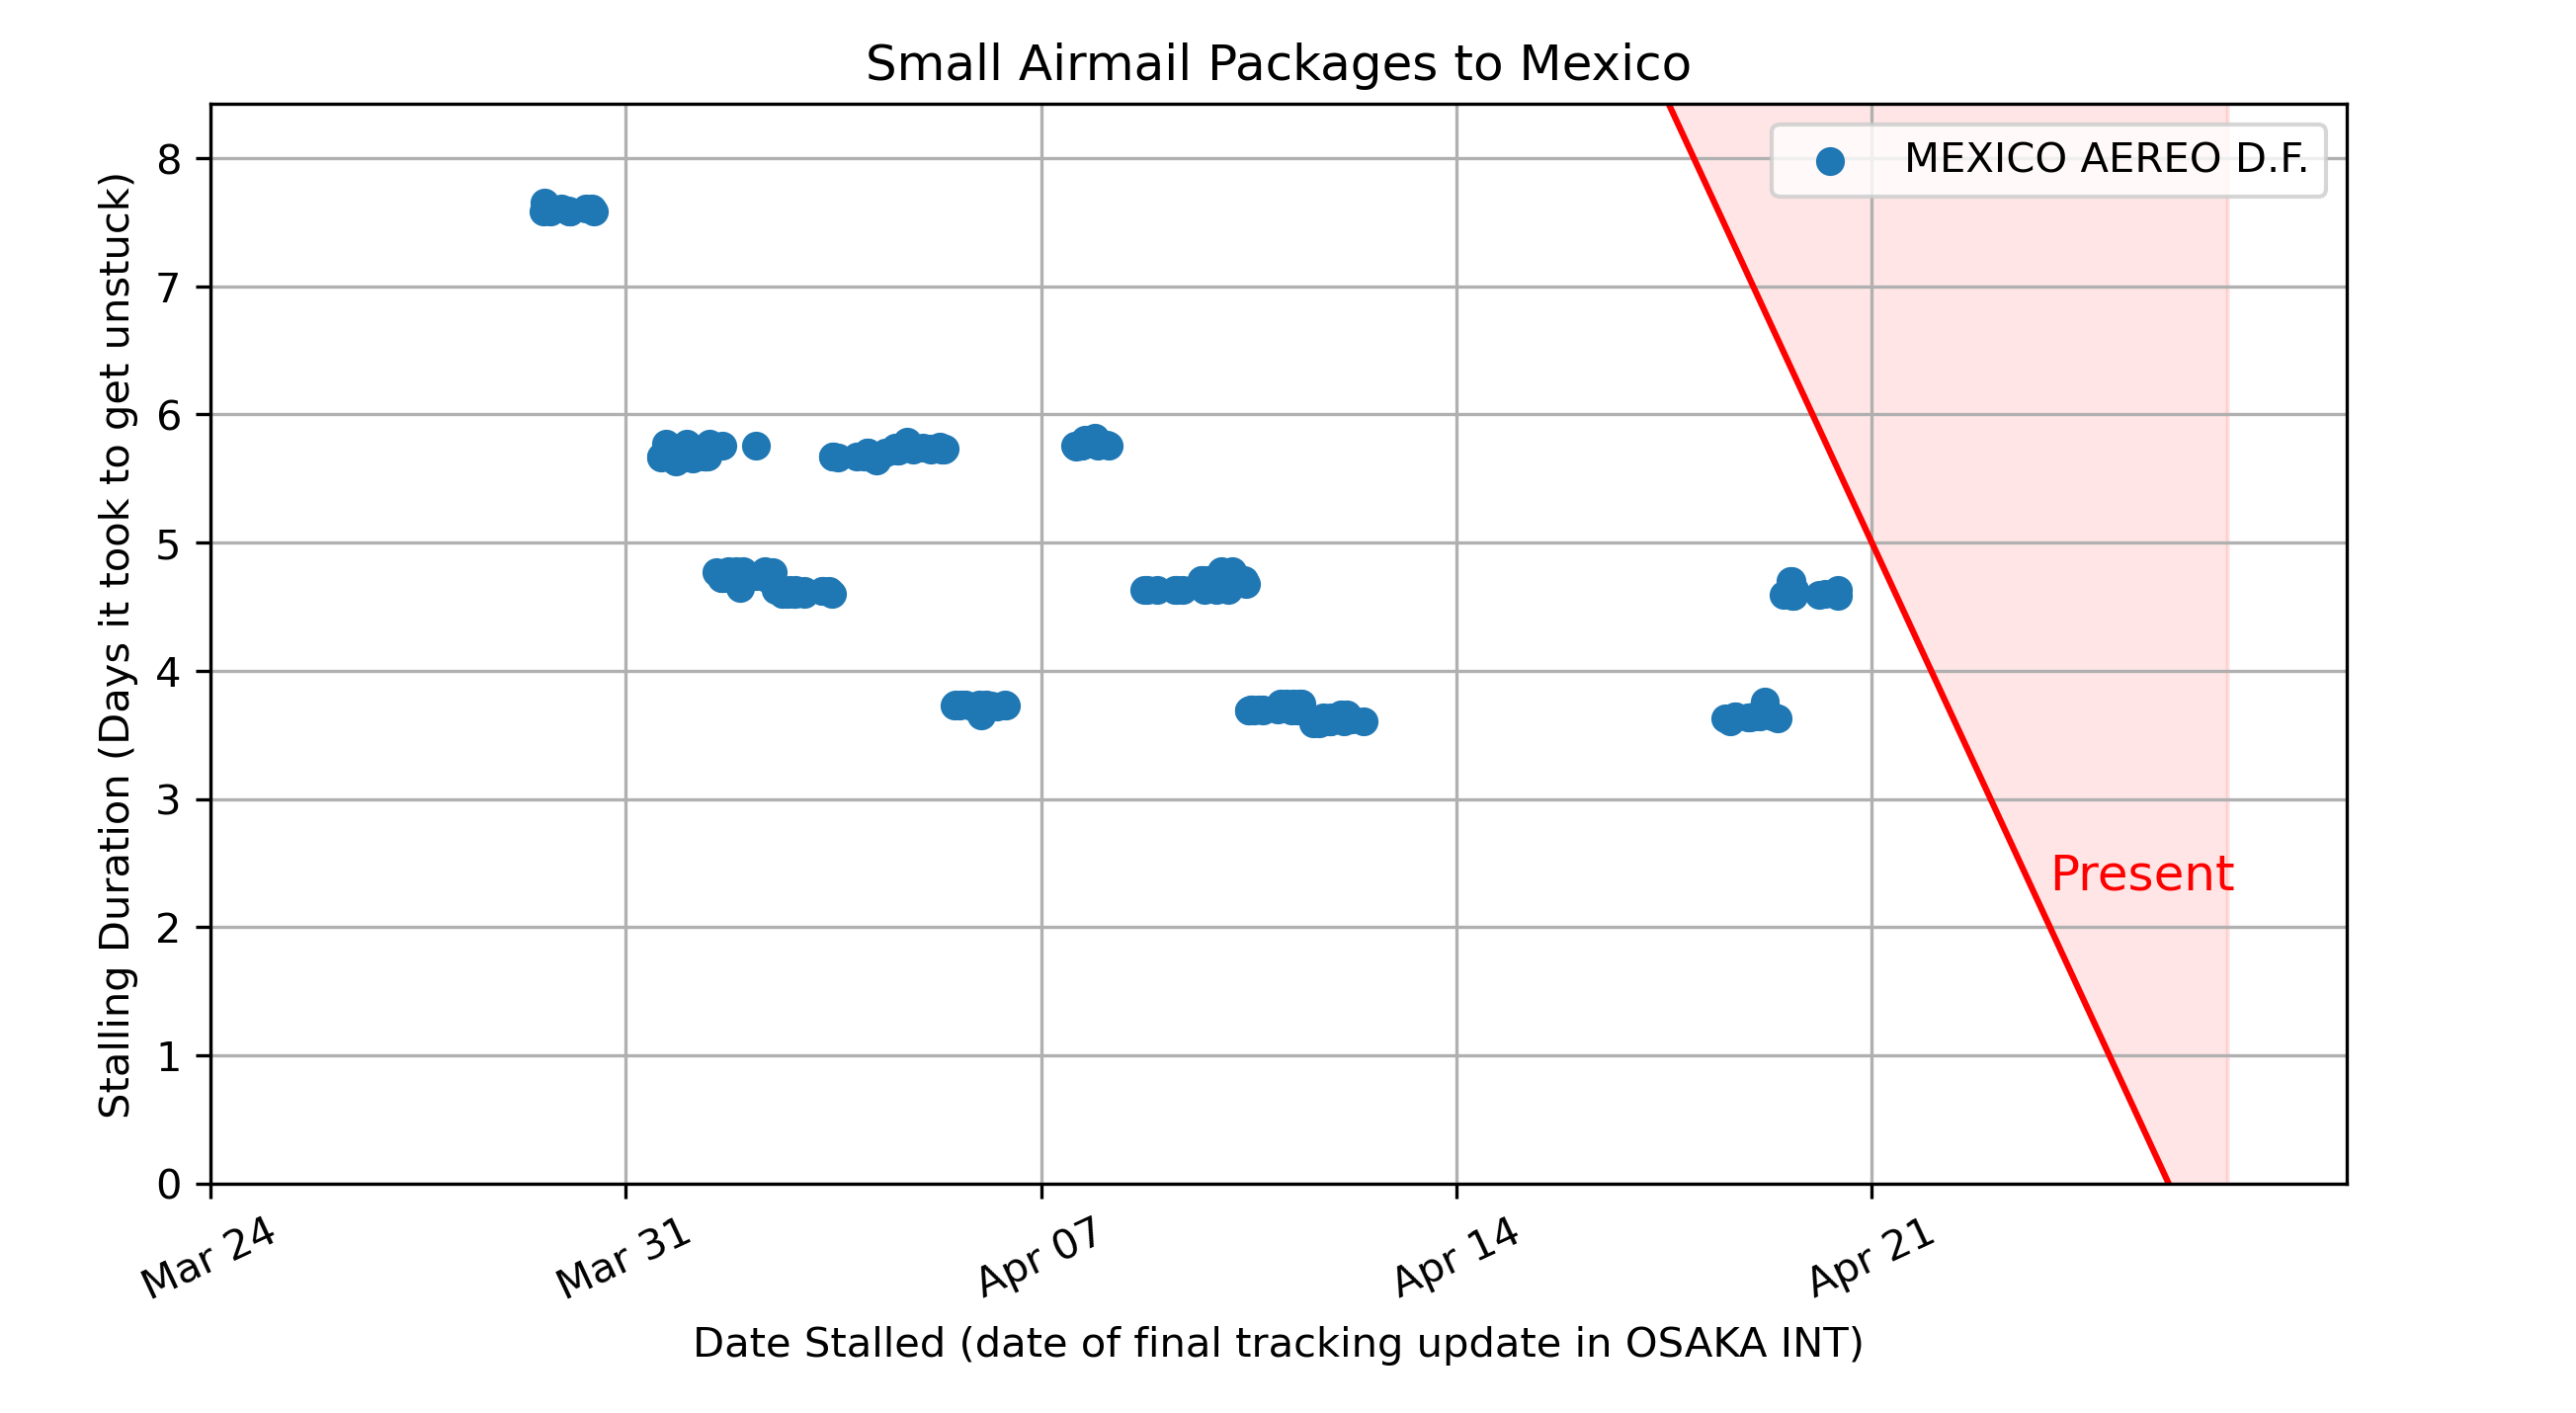 Small Airmail Packages to Mexico
Stalling Duration (Days it took to get unstuck)
8
7
6
5
4
3
2
1
0
MEXICO AEREO D.F.
Present
Mar 24
Mar 31
Apr 07
Apr 14
Apr 21
Date Stalled (date of final tracking update in OSAKA INT)